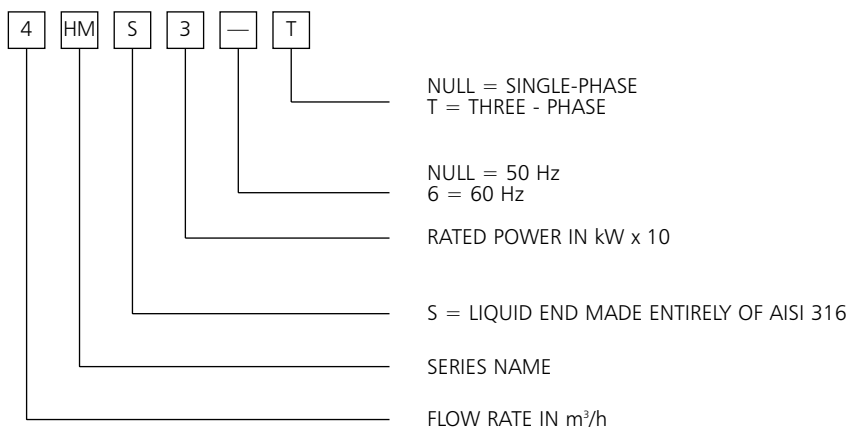 4 HM S 3 — T
NULL = SINGLE-PHASE
T = THREE - PHASE
NULL = 50 Hz
6 = 60 Hz
RATED POWER IN kW x 10
S = LIQUID END MADE ENTIRELY OF AISI 316
SERIES NAME
FLOW RATE IN m³/h